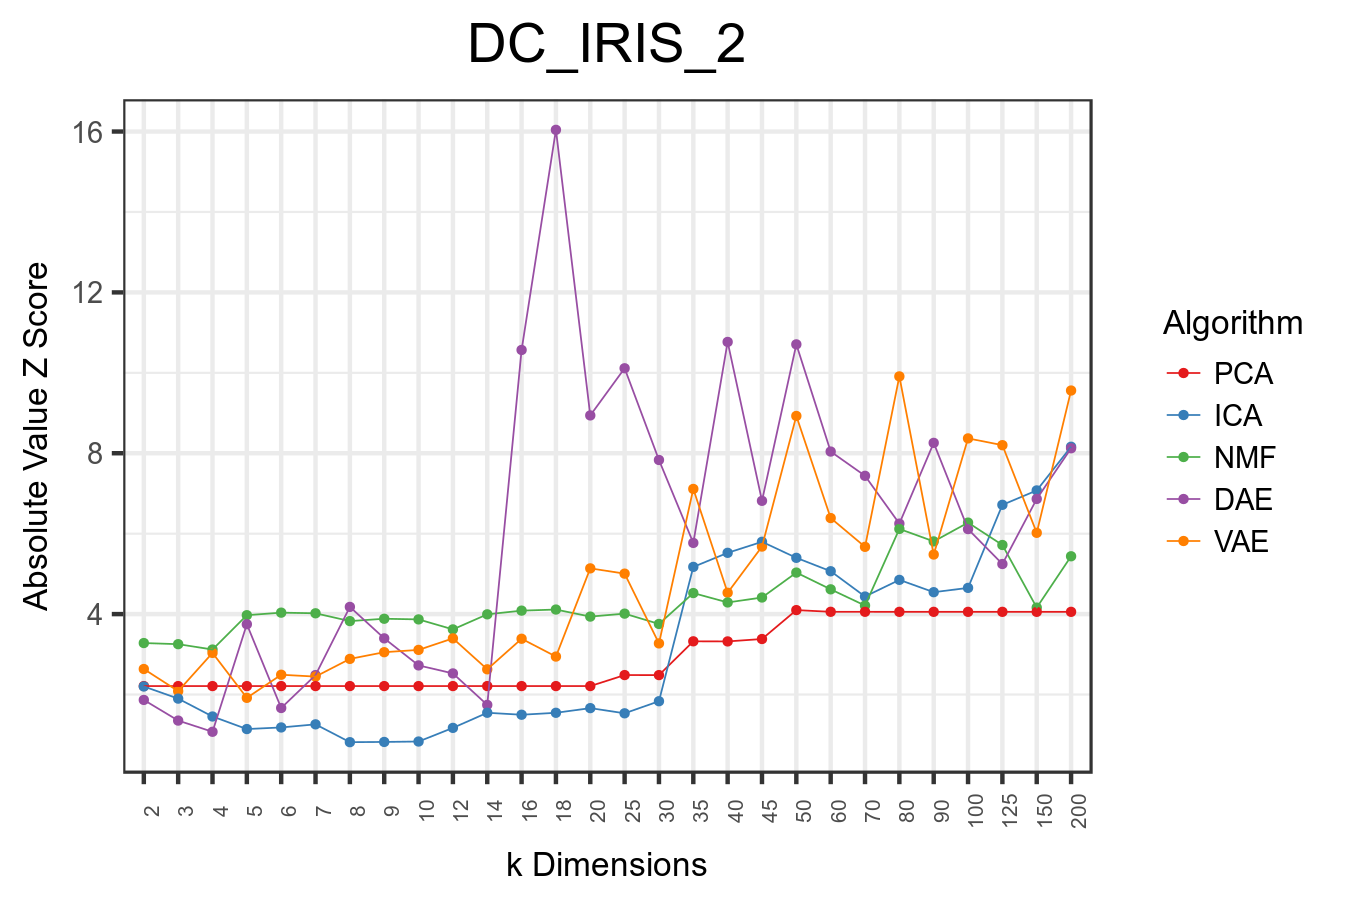 DC_IRIS_2
Absolute Value Z Score
16
12
8
4
2 3 4 5 6 7 8 9 10 12 14 16 18 20 25 30 35 40 45 50 60 70 80 90 100 125 150 200
k Dimensions
Algorithm
PCA
ICA
NMF
DAE
VAE